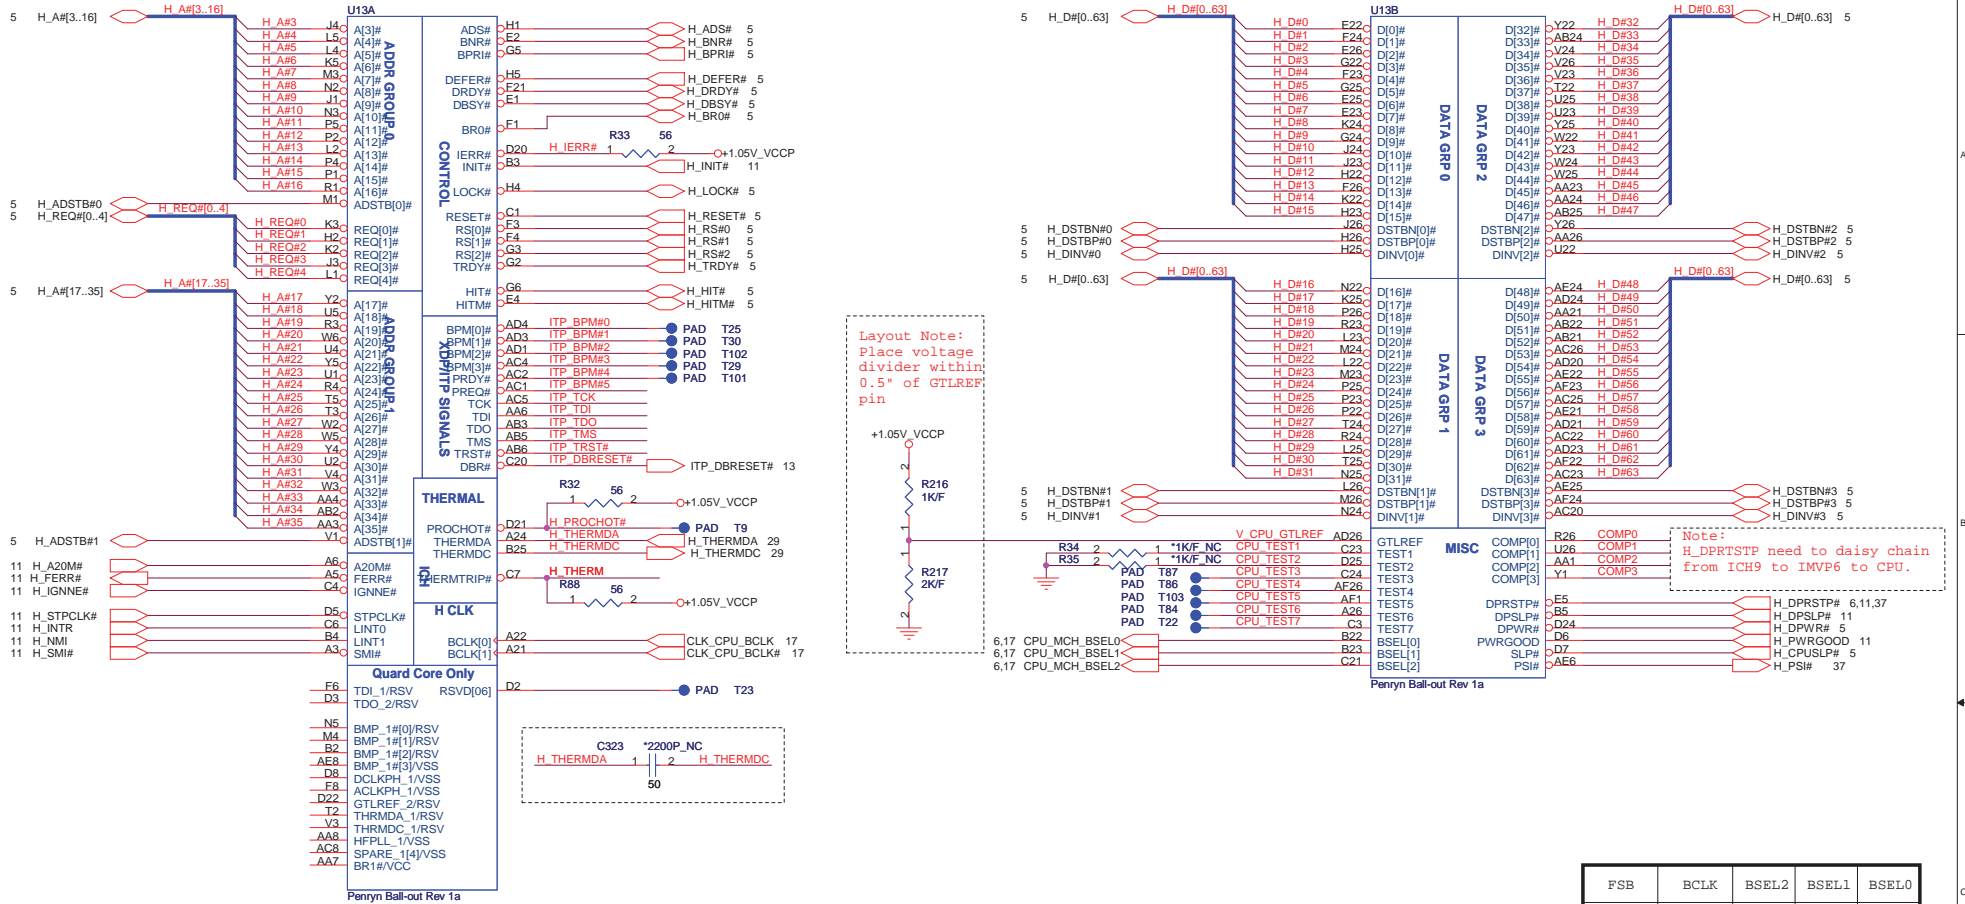 U13A
5 H_A#[3..16] H_A#[3..16]
H_A#3 J4 A[3]#
H_A#4 L5 A[4]#
H_A#5 L4 A[5]#
H_A#6 K5 A[6]#
H_A#7 M3 A[7]#
H_A#8 N2 A[8]#
H_A#9 J1 A[9]#
H_A#10 N3 A[10]#
H_A#11 P5 A[11]#
H_A#12 P2 A[12]#
H_A#13 L2 A[13]#
H_A#14 P4 A[14]#
H_A#15 P1 A[15]#
H_A#16 R1 A[16]#
5 H_ADSTB#0 M1 ADSTB[0]#
5 H_REQ#[0..4] H_REQ#[0..4]
H_REQ#0 K3 REQ[0]#
H_REQ#1 H2 REQ[1]#
H_REQ#2 K2 REQ[2]#
H_REQ#3 J3 REQ[3]#
H_REQ#4 L1 REQ[4]#
ADDR GROUP 0
5 H_A#[17..35] H_A#[17..35]
H_A#17 Y2 A[17]#
H_A#18 U5 A[18]#
H_A#19 R3 A[19]#
H_A#20 W6 A[20]#
H_A#21 U4 A[21]#
H_A#22 Y5 A[22]#
H_A#23 U1 A[23]#
H_A#24 R4 A[24]#
H_A#25 T5 A[25]#
H_A#26 T3 A[26]#
H_A#27 W2 A[27]#
H_A#28 W5 A[28]#
H_A#29 Y4 A[29]#
H_A#30 U2 A[30]#
H_A#31 V4 A[31]#
H_A#32 W3 A[32]#
H_A#33 AA4 A[33]#
H_A#34 AB2 A[34]#
H_A#35 AA3 A[35]#
5 H_ADSTB#1 V1 ADSTB[1]#
ADDR GROUP 1
11 H_A20M# A6 A20M#
11 H_FERR# A5 FERR#
11 H_IGNNE# C4 IGNNE#
ICH
11 H_STPCLK# D5 STPCLK#
11 H_INTR C6 LINT0
11 H_NMI B4 LINT1
11 H_SMI# A3 SMI#
ADS# H1 H_ADS# 5
BNR# E2 H_BNR# 5
BPRI# G5 H_BPRI# 5
DEFER# H5 H_DEFER# 5
DRDY# F21 H_DRDY# 5
DBSY# E1 H_DBSY# 5
BR0# F1 H_BR0# 5
IERR# D20 H_IERR# R33 1 56 2 +1.05V_VCCP
INIT# B3 H_INIT# 11
LOCK# H4 H_LOCK# 5
RESET# C1 H_RESET# 5
RS[0]# F3 H_RS#0 5
RS[1]# F4 H_RS#1 5
RS[2]# G3 H_RS#2 5
TRDY# G2 H_TRDY# 5
HIT# G6 H_HIT# 5
HITM# E4 H_HITM# 5
CONTROL
BPM[0]# AD4 ITP_BPM#0 PAD T25
BPM[1]# AD3 ITP_BPM#1 PAD T30
BPM[2]# AD1 ITP_BPM#2 PAD T102
BPM[3]# AC4 ITP_BPM#3 PAD T29
PRDY# AC2 ITP_BPM#4 PAD T101
PREQ# AC1 ITP_BPM#5
TCK AC5 ITP_TCK
TDI AA6 ITP_TDI
TDO AB3 ITP_TDO
TMS AB5 ITP_TMS
TRST# AB6 ITP_TRST#
DBR# C20 ITP_DBRESET# ITP_DBRESET# 13
XDP/ITP SIGNALS
THERMAL
R32 1 56 2 +1.05V_VCCP
PROCHOT# D21 H_PROCHOT# PAD T9
THERMDA A24 H_THERMDA H_THERMDA 29
THERMDC B25 H_THERMDC H_THERMDC 29
THERMTRIP# C7 H_THERM
R88 1 56 2 +1.05V_VCCP
H CLK
BCLK[0] A22 CLK_CPU_BCLK 17
BCLK[1] A21 CLK_CPU_BCLK# 17
Quard Core Only
F6 TDI_1/RSV RSVD[06] D2 PAD T23
D3 TDO_2/RSV
N5 BMP_1#[0]/RSV
M4 BMP_1#[1]/RSV
B2 BMP_1#[2]/RSV
AE8 BMP_1#[3]/VSS
D8 DCLKPH_1/VSS
F8 ACLKPH_1/VSS
D22 GTLREF_2/RSV
T2 THRMDA_1/RSV
V3 THRMDC_1/RSV
AA8 HFPLL_1/VSS
AC8 SPARE_1[4]/VSS
AA7 BR1#/VCC
Penryn Ball-out Rev 1a
C323 *2200P_NC
H_THERMDA 1 2 H_THERMDC
50
Layout Note:
Place voltage
divider within
0.5" of GTLREF
pin
+1.05V_VCCP
2
R216
1K/F
1
1
R217
2K/F
2
U13B
5 H_D#[0..63] H_D#[0..63]
H_D#0 E22 D[0]#
H_D#1 F24 D[1]#
H_D#2 E26 D[2]#
H_D#3 G22 D[3]#
H_D#4 F23 D[4]#
H_D#5 G25 D[5]#
H_D#6 E25 D[6]#
H_D#7 E23 D[7]#
H_D#8 K24 D[8]#
H_D#9 G24 D[9]#
H_D#10 J24 D[10]#
H_D#11 J23 D[11]#
H_D#12 H22 D[12]#
H_D#13 F26 D[13]#
H_D#14 K22 D[14]#
H_D#15 H23 D[15]#
5 H_DSTBN#0 J26 DSTBN[0]#
5 H_DSTBP#0 H26 DSTBP[0]#
5 H_DINV#0 H25 DINV[0]#
DATA GRP 0
5 H_D#[0..63] H_D#[0..63]
H_D#16 N22 D[16]#
H_D#17 K25 D[17]#
H_D#18 P26 D[18]#
H_D#19 R23 D[19]#
H_D#20 L23 D[20]#
H_D#21 M24 D[21]#
H_D#22 L22 D[22]#
H_D#23 M23 D[23]#
H_D#24 P25 D[24]#
H_D#25 P23 D[25]#
H_D#26 P22 D[26]#
H_D#27 T24 D[27]#
H_D#28 R24 D[28]#
H_D#29 L25 D[29]#
H_D#30 T25 D[30]#
H_D#31 N25 D[31]#
5 H_DSTBN#1 L26 DSTBN[1]#
5 H_DSTBP#1 M26 DSTBP[1]#
5 H_DINV#1 N24 DINV[1]#
DATA GRP 1
V_CPU_GTLREF AD26 GTLREF
R34 2 1 *1K/F_NC CPU_TEST1 C23 TEST1
R35 2 1 *1K/F_NC CPU_TEST2 D25 TEST2
PAD T87 CPU_TEST3 C24 TEST3
PAD T86 CPU_TEST4 AF26 TEST4
PAD T103 CPU_TEST5 AF1 TEST5
PAD T84 CPU_TEST6 A26 TEST6
PAD T22 CPU_TEST7 C3 TEST7
6,17 CPU_MCH_BSEL0 B22 BSEL[0]
6,17 CPU_MCH_BSEL1 B23 BSEL[1]
6,17 CPU_MCH_BSEL2 C21 BSEL[2]
MISC
H_D#[0..63] H_D#[0..63] 5
D[32]# Y22 H_D#32
D[33]# AB24 H_D#33
D[34]# V24 H_D#34
D[35]# V26 H_D#35
D[36]# V23 H_D#36
D[37]# T22 H_D#37
D[38]# U25 H_D#38
D[39]# U23 H_D#39
D[40]# Y25 H_D#40
D[41]# W22 H_D#41
D[42]# Y23 H_D#42
D[43]# W24 H_D#43
D[44]# W25 H_D#44
D[45]# AA23 H_D#45
D[46]# AA24 H_D#46
D[47]# AB25 H_D#47
DSTBN[2]# Y26 H_DSTBN#2 5
DSTBP[2]# AA26 H_DSTBP#2 5
DINV[2]# U22 H_DINV#2 5
DATA GRP 2
H_D#[0..63] H_D#[0..63] 5
D[48]# AE24 H_D#48
D[49]# AD24 H_D#49
D[50]# AA21 H_D#50
D[51]# AB22 H_D#51
D[52]# AB21 H_D#52
D[53]# AC26 H_D#53
D[54]# AD20 H_D#54
D[55]# AE22 H_D#55
D[56]# AF23 H_D#56
D[57]# AC25 H_D#57
D[58]# AE21 H_D#58
D[59]# AD21 H_D#59
D[60]# AC22 H_D#60
D[61]# AD23 H_D#61
D[62]# AF22 H_D#62
D[63]# AC23 H_D#63
DSTBN[3]# AE25 H_DSTBN#3 5
DSTBP[3]# AF24 H_DSTBP#3 5
DINV[3]# AC20 H_DINV#3 5
DATA GRP 3
COMP[0] R26 COMP0
COMP[1] U26 COMP1
COMP[2] AA1 COMP2
COMP[3] Y1 COMP3
Note:
H_DPRTSTP need to daisy chain
from ICH9 to IMVP6 to CPU.
DPRSTP# E5 H_DPRSTP# 6,11,37
DPSLP# B5 H_DPSLP# 11
DPWR# D24 H_DPWR# 5
PWRGOOD D6 H_PWRGOOD 11
SLP# D7 H_CPUSLP# 5
PSI# AE6 H_PSI# 37
Penryn Ball-out Rev 1a
FSB BCLK BSEL2 BSEL1 BSEL0